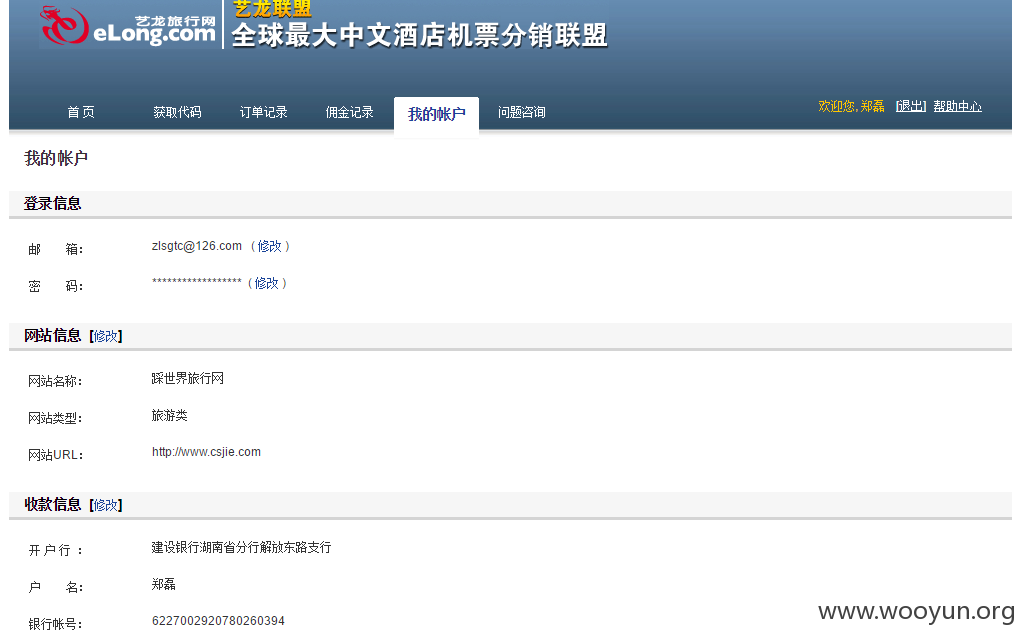 艺龙联盟
艺龙旅行网
eLong.com
全球最大中文酒店机票分销联盟
首页 获取代码 订单记录 佣金记录 我的帐户 问题咨询 欢迎您,郑磊 [退出] 帮助中心
我的帐户
登录信息
邮 箱: zlsgtc@126.com （修改）
密 码: ****************** （修改）
网站信息 【修改】
网站名称: 踩世界旅行网
网站类型: 旅游类
网站URL: http://www.csjie.com
收款信息 【修改】
开 户 行 : 建设银行湖南省分行解放东路支行
户 名: 郑磊
银行帐号: 6227002920780260394
www.wooyun.org